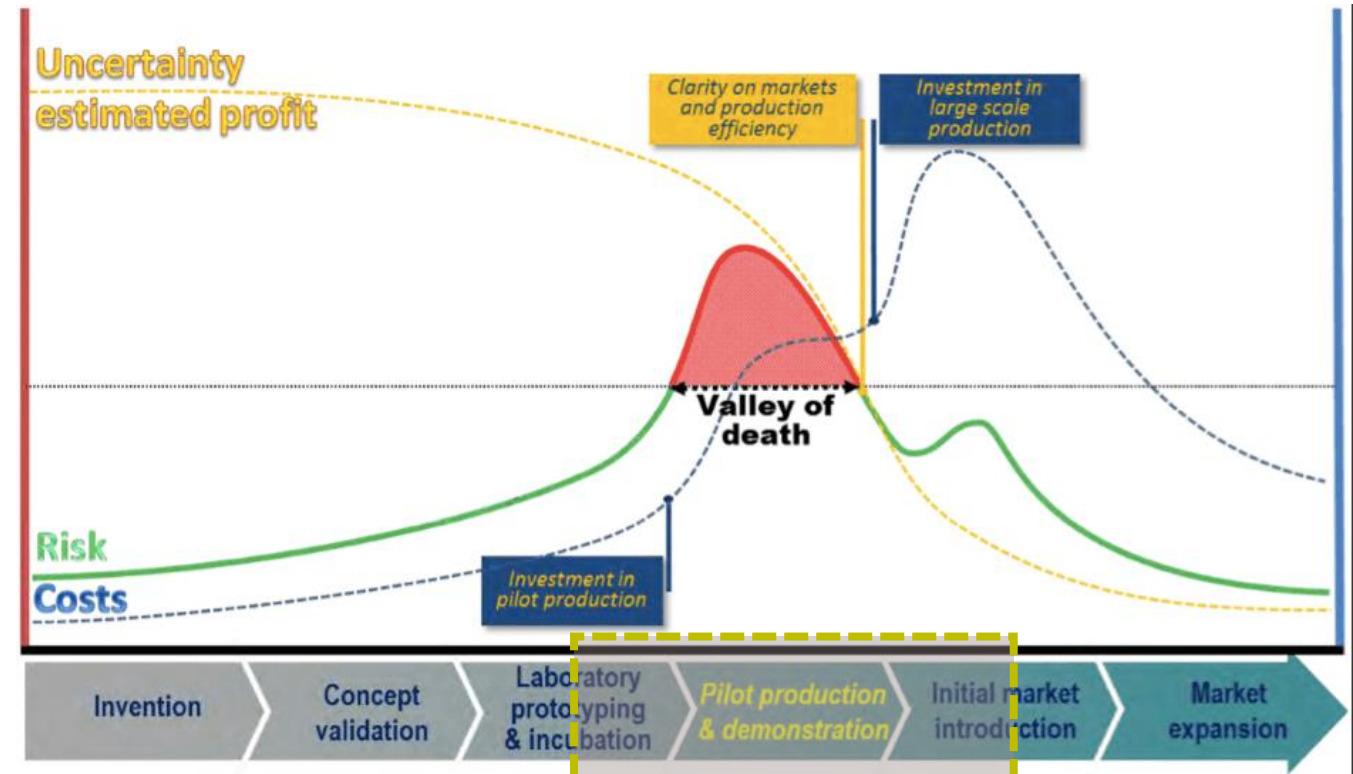 Uncertainty
estimated profit
Clarity on markets
and production
efficiency
Investment in
large scale
production
Valley of
death
Risk
Costs
Investment in
pilot production
Invention
Concept
validation
Laboratory
prototyping
& incubation
Pilot production
& demonstration
Initial market
introduction
Market
expansion